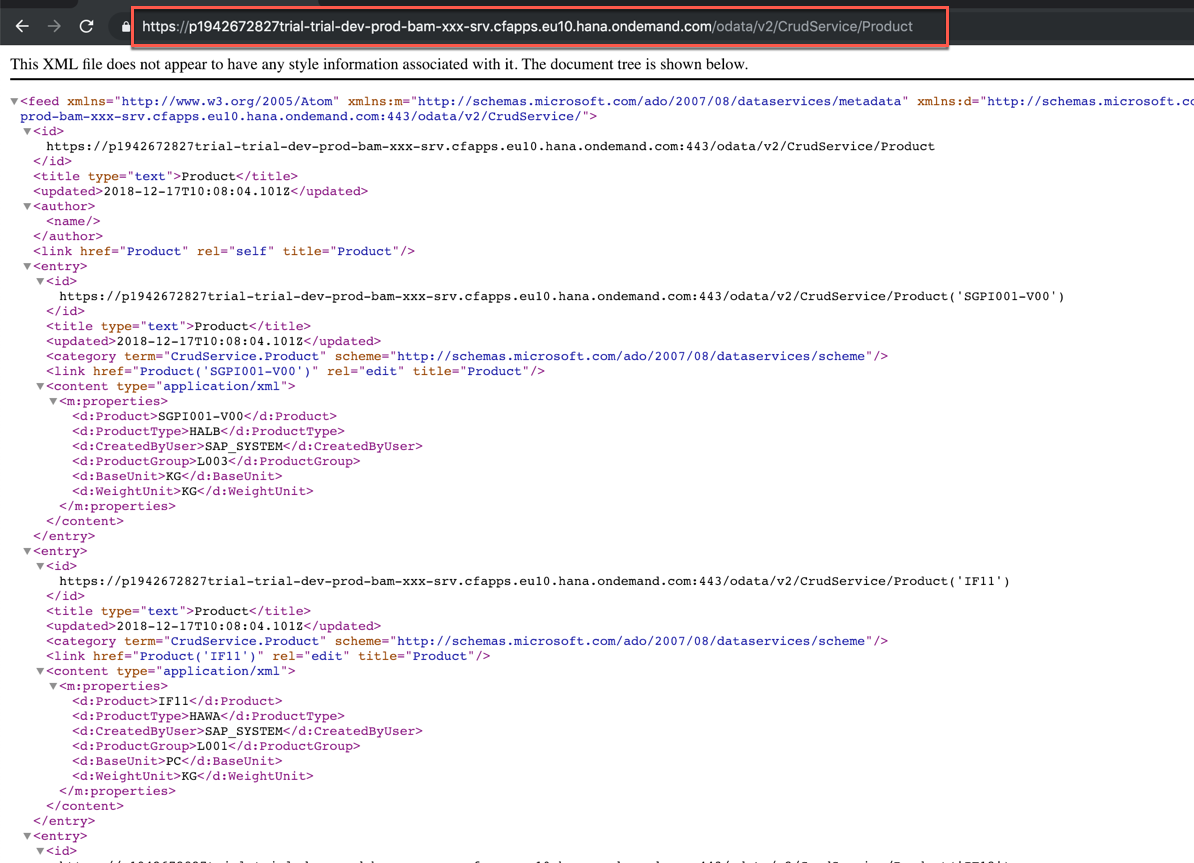 https://p1942672827trial-trial-dev-prod-bam-xxx-srv.cfapps.eu10.hana.ondemand.com/odata/v2/CrudService/Product
This XML file does not appear to have any style information associated with it. The document tree is shown below.
<feed xmlns="http://www.w3.org/2005/Atom" xmlns:m="http://schemas.microsoft.com/ado/2007/08/dataservices/metadata" xmlns:d="http://schemas.microsoft.co
prod-bam-xxx-srv.cfapps.eu10.hana.ondemand.com:443/odata/v2/CrudService/">
<id>
https://p1942672827trial-trial-dev-prod-bam-xxx-srv.cfapps.eu10.hana.ondemand.com:443/odata/v2/CrudService/Product
</id>
<title type="text">Product</title>
<updated>2018-12-17T10:08:04.101Z</updated>
<author>
<name/>
</author>
<link href="Product" rel="self" title="Product"/>
<entry>
<id>
https://p1942672827trial-trial-dev-prod-bam-xxx-srv.cfapps.eu10.hana.ondemand.com:443/odata/v2/CrudService/Product('SGPI001-V00')
</id>
<title type="text">Product</title>
<updated>2018-12-17T10:08:04.101Z</updated>
<category term="CrudService.Product" scheme="http://schemas.microsoft.com/ado/2007/08/dataservices/scheme"/>
<link href="Product('SGPI001-V00')" rel="edit" title="Product"/>
<content type="application/xml">
<m:properties>
<d:Product>SGPI001-V00</d:Product>
<d:ProductType>HALB</d:ProductType>
<d:CreatedByUser>SAP_SYSTEM</d:CreatedByUser>
<d:ProductGroup>L003</d:ProductGroup>
<d:BaseUnit>KG</d:BaseUnit>
<d:WeightUnit>KG</d:WeightUnit>
</m:properties>
</content>
</entry>
<entry>
<id>
https://p1942672827trial-trial-dev-prod-bam-xxx-srv.cfapps.eu10.hana.ondemand.com:443/odata/v2/CrudService/Product('IF11')
</id>
<title type="text">Product</title>
<updated>2018-12-17T10:08:04.101Z</updated>
<category term="CrudService.Product" scheme="http://schemas.microsoft.com/ado/2007/08/dataservices/scheme"/>
<link href="Product('IF11')" rel="edit" title="Product"/>
<content type="application/xml">
<m:properties>
<d:Product>IF11</d:Product>
<d:ProductType>HAWA</d:ProductType>
<d:CreatedByUser>SAP_SYSTEM</d:CreatedByUser>
<d:ProductGroup>L001</d:ProductGroup>
<d:BaseUnit>PC</d:BaseUnit>
<d:WeightUnit>KG</d:WeightUnit>
</m:properties>
</content>
</entry>
<entry>
<id>